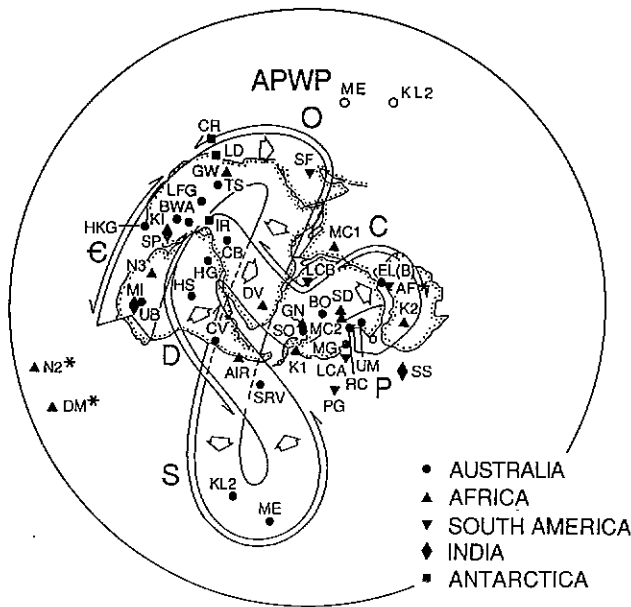 APWP
ME
KL2
O
CR
LD
GW
TS
SF
LFG
BWA
KI
HKG
SP
IR
CB
MC1
C
Є
N3
HG
LCB
EL(B)
AF*
MI
UB
HS
DV
GN
BO
SD
K2
SO
MC2
CV
MG
UM
D
AIR
K1
LCA
RC
P
SS
N2*
DM*
SRV
PG
S
KL2
ME
AUSTRALIA
AFRICA
SOUTH AMERICA
INDIA
ANTARCTICA